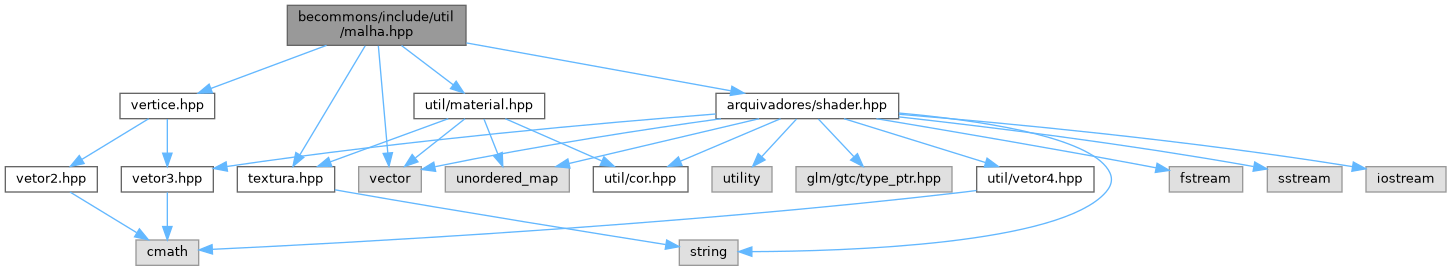 becommons/include/util
/malha.hpp
vertice.hpp
util/material.hpp
arquivadores/shader.hpp
vetor2.hpp
vetor3.hpp
textura.hpp
vector
unordered_map
util/cor.hpp
utility
glm/gtc/type_ptr.hpp
util/vetor4.hpp
fstream
sstream
iostream
cmath
string